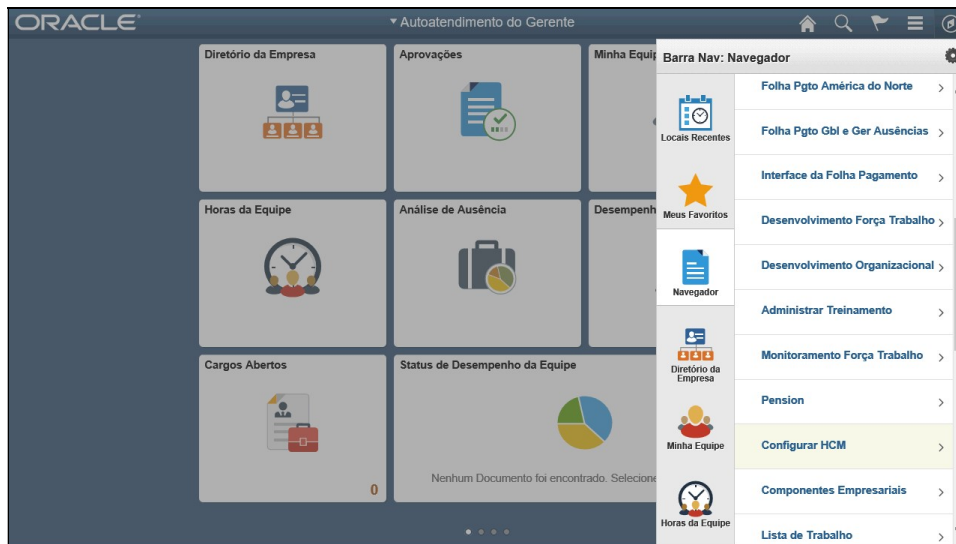 ORACLE
Autoatendimento do Gerente
Diretório da Empresa
Aprovações
Minha Equip
Horas da Equipe
Análise de Ausência
Desempenh
Cargos Abertos
0
Status de Desempenho da Equipe
Nenhum Documento foi encontrado. Selecione
Barra Nav: Navegador
Locais Recentes
Meus Favoritos
Navegador
Diretório da
Empresa
Minha Equipe
Horas da Equipe
Folha Pgto América do Norte
Folha Pgto Gbl e Ger Ausências
Interface da Folha Pagamento
Desenvolvimento Força Trabalho
Desenvolvimento Organizacional
Administrar Treinamento
Monitoramento Força Trabalho
Pension
Configurar HCM
Componentes Empresariais
Lista de Trabalho